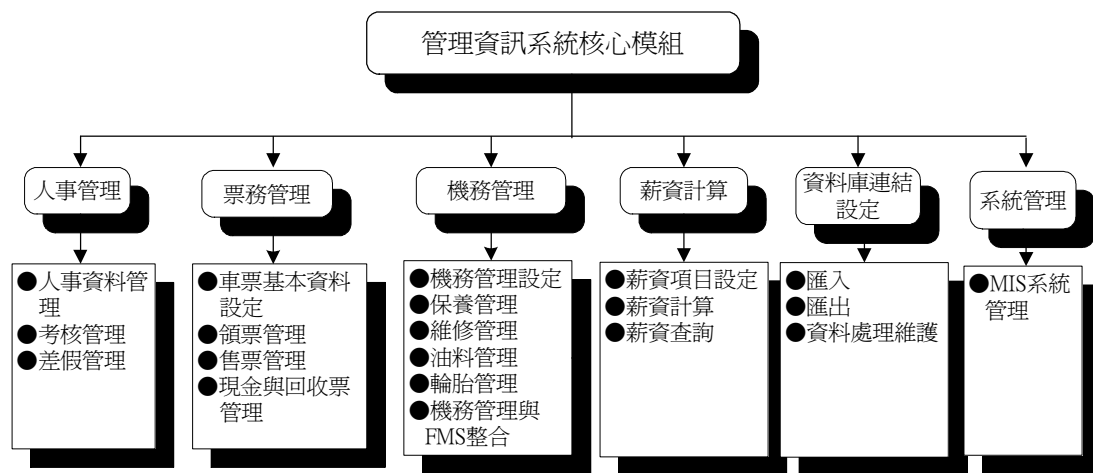 管理資訊系統核心模組
人事管理
票務管理
機務管理
薪資計算
資料庫連結
設定
系統管理
●人事資料管
理
●考核管理
●差假管理
●車票基本資料
設定
●領票管理
●售票管理
●現金與回收票
管理
●機務管理設定
●保養管理
●維修管理
●油料管理
●輪胎管理
●機務管理與
FMS整合
●薪資項目設定
●薪資計算
●薪資查詢
●匯入
●匯出
●資料處理維護
●MIS系統
管理